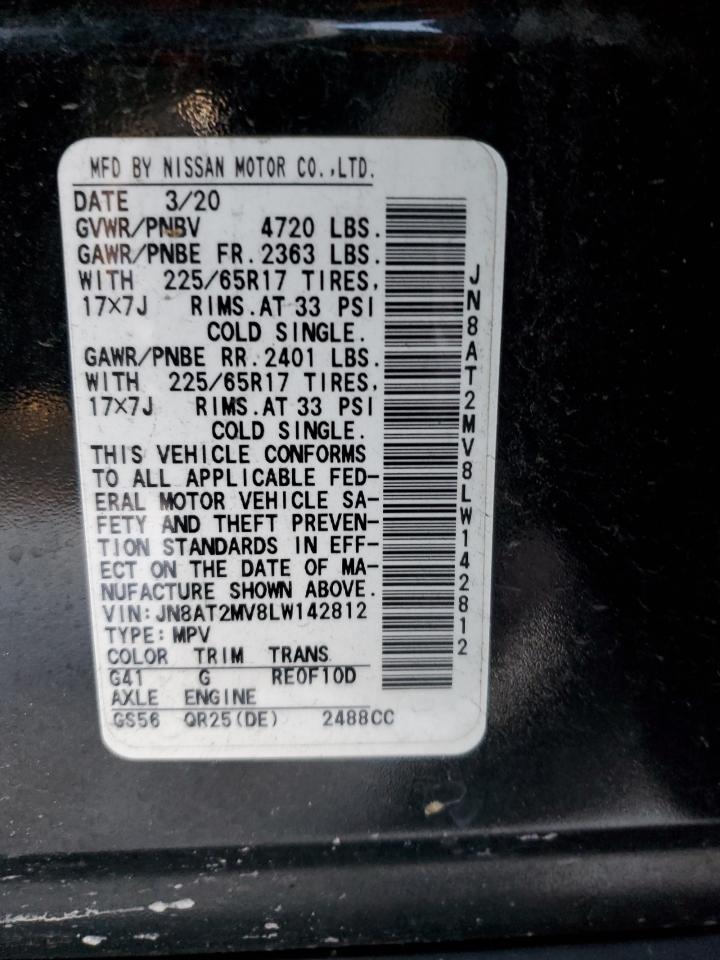 MFD BY NISSAN MOTOR CO.,LTD.
DATE 3/20
GVWR/PNBV 4720 LBS.
GAWR/PNBE FR.2363 LBS.
WITH 225/65R17 TIRES,
17X7J RIMS.AT 33 PSI
COLD SINGLE.
GAWR/PNBE RR.2401 LBS.
WITH 225/65R17 TIRES,
17X7J RIMS.AT 33 PSI
COLD SINGLE.
THIS VEHICLE CONFORMS
TO ALL APPLICABLE FED-
ERAL MOTOR VEHICLE SA-
FETY AND THEFT PREVEN-
TION STANDARDS IN EFF-
ECT ON THE DATE OF MA-
NUFACTURE SHOWN ABOVE.
VIN:JN8AT2MV8LW142812
TYPE:MPV
COLOR TRIM TRANS
G41 G RE0F10D
AXLE ENGINE
GS56 QR25(DE) 2488CC
JN8AT2MV8LW142812